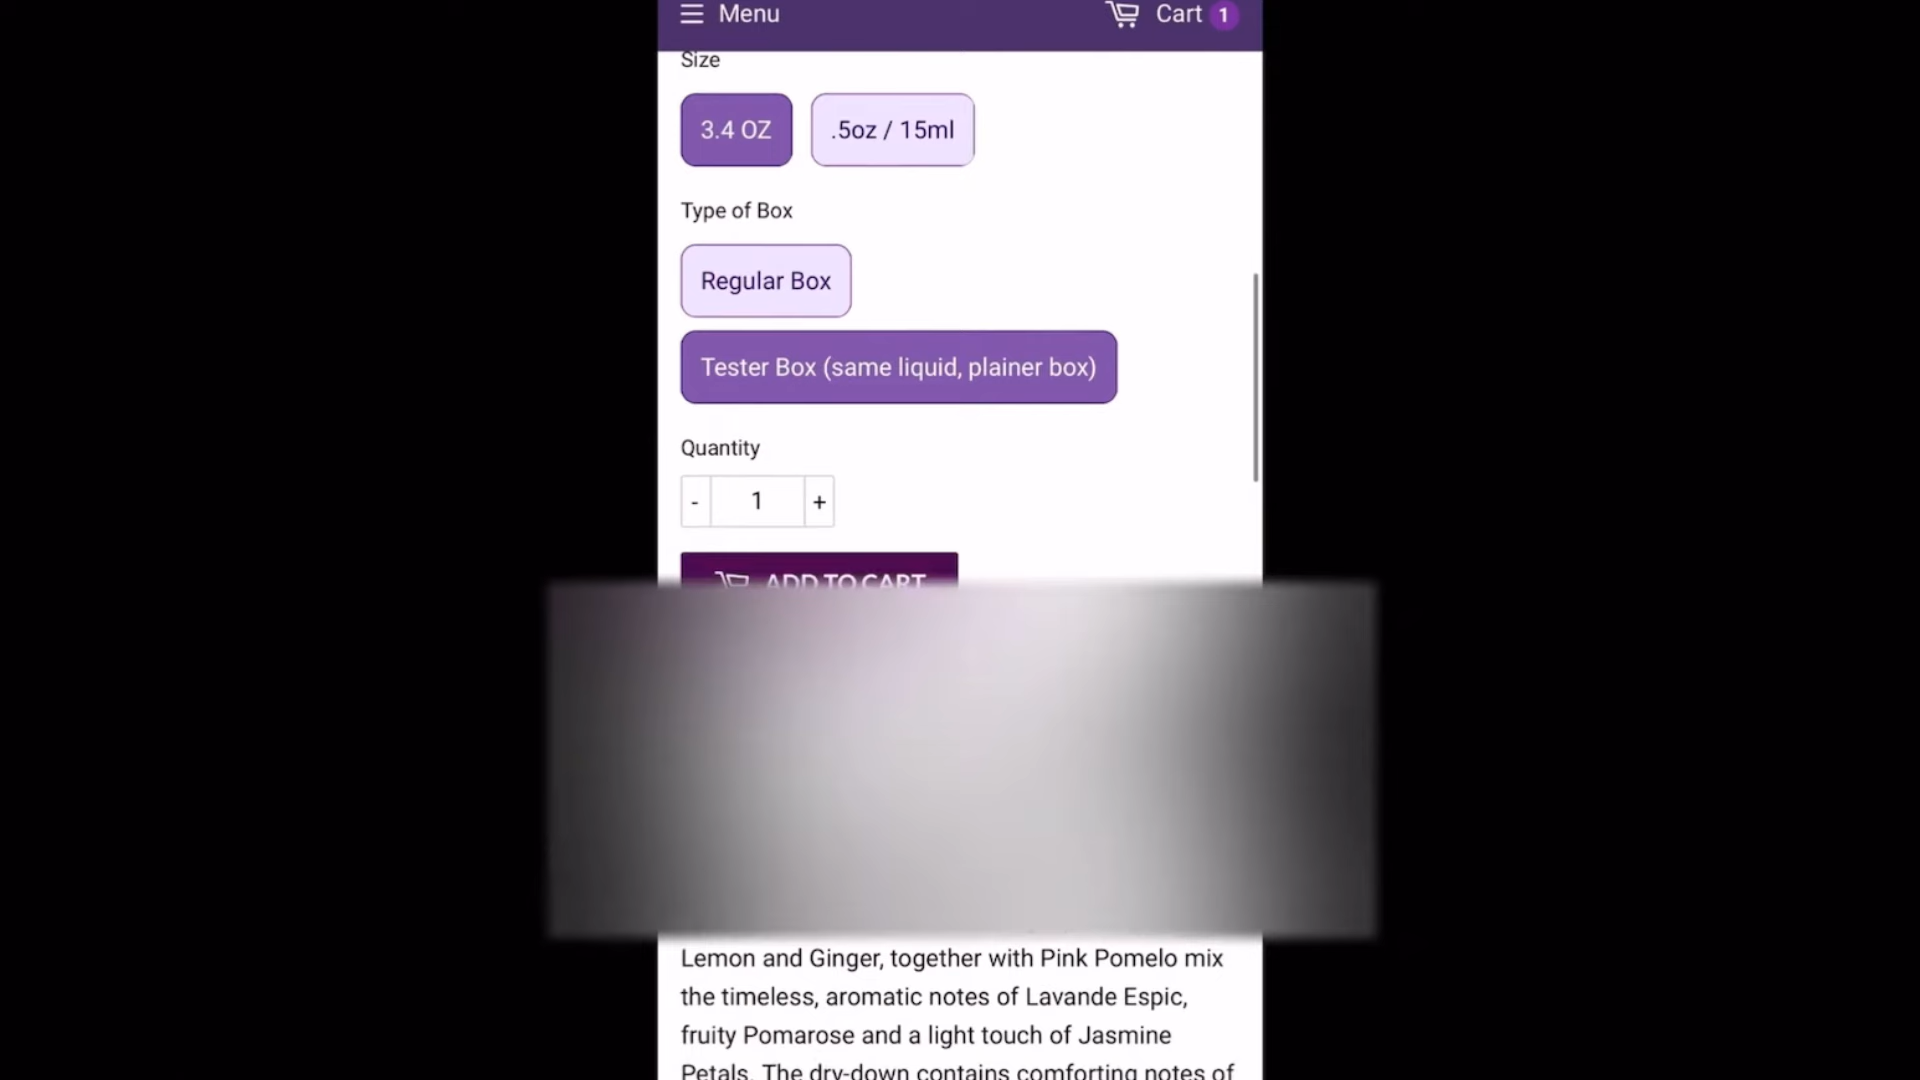 Menu
Cart 1
Size
3.4 OZ
.5oz / 15ml
Type of Box
Regular Box
Tester Box (same liquid, plainer box)
Quantity
- 1 +
ADD TO CART
Lemon and Ginger, together with Pink Pomelo mix
the timeless, aromatic notes of Lavande Espic,
fruity Pomarose and a light touch of Jasmine
Petals. The dry-down contains comforting notes of